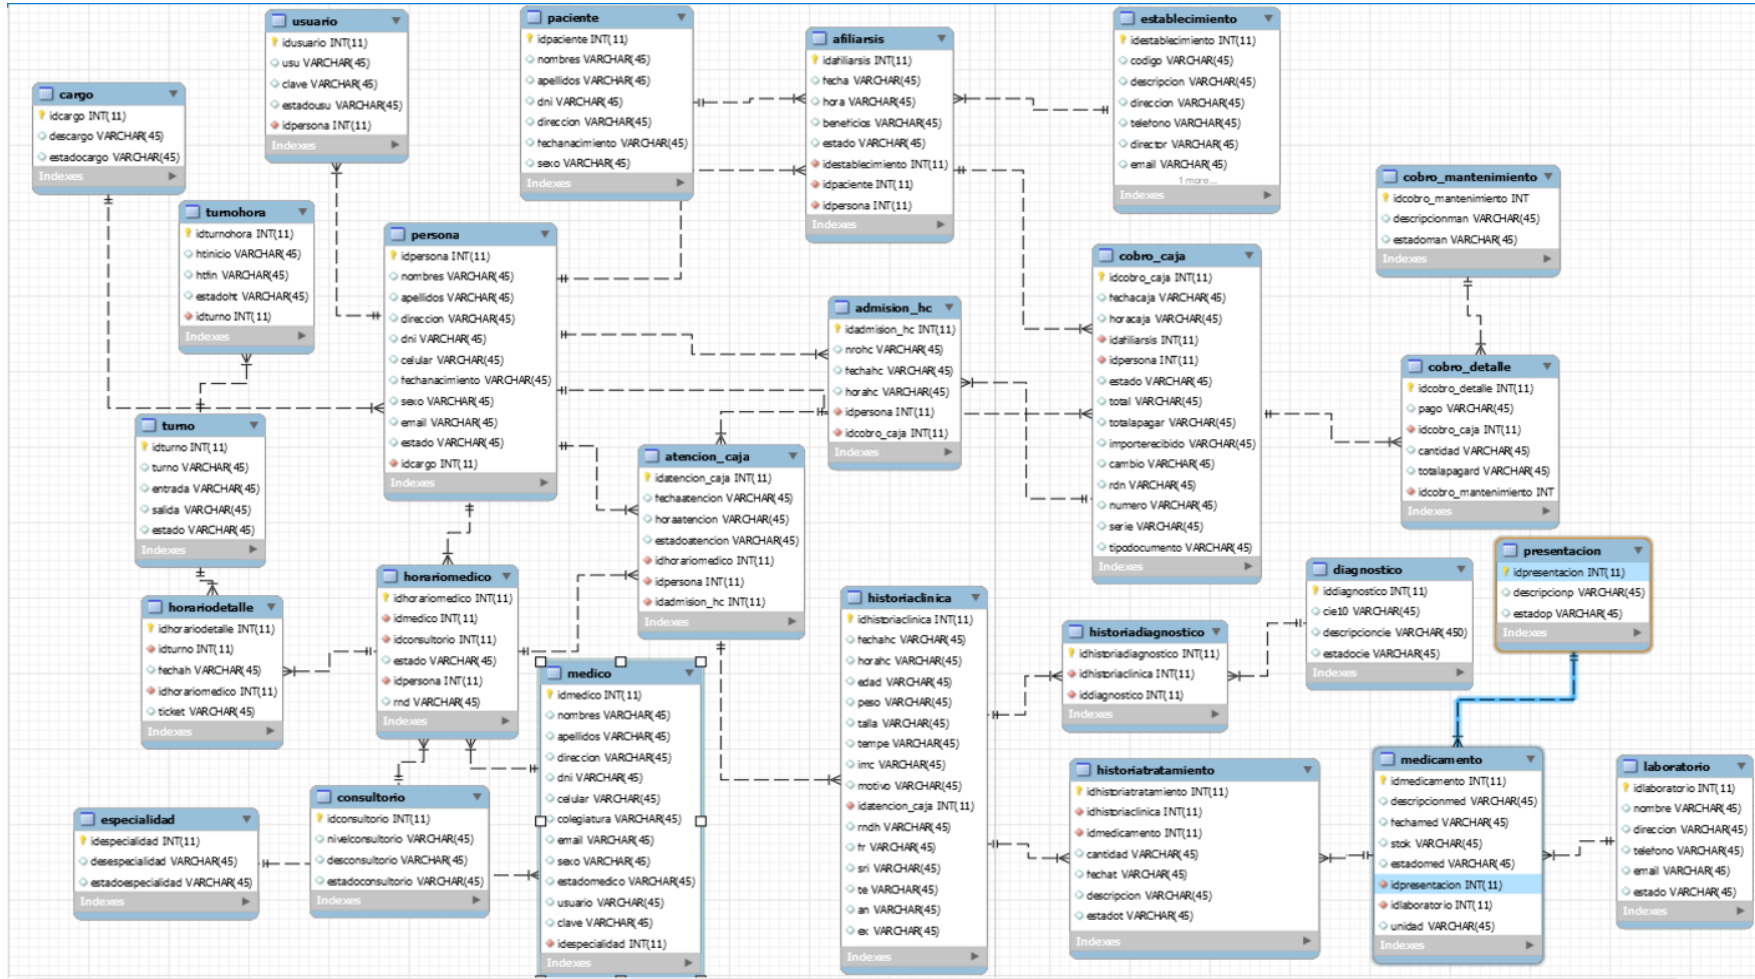 usuario
idusuario INT(11)
usu VARCHAR(45)
clave VARCHAR(45)
estadousu VARCHAR(45)
idpersona INT(11)
Indexes
paciente
idpaciente INT(11)
nombres VARCHAR(45)
apellidos VARCHAR(45)
dni VARCHAR(45)
direccion VARCHAR(45)
fechanacimiento VARCHAR(45)
sexo VARCHAR(45)
Indexes
afiliarsis
idafiliarsis INT(11)
fecha VARCHAR(45)
hora VARCHAR(45)
beneficios VARCHAR(45)
estado VARCHAR(45)
idestablecimiento INT(11)
idpaciente INT(11)
idpersona INT(11)
Indexes
establecimiento
idestablecimiento INT(11)
codigo VARCHAR(45)
descripcion VARCHAR(45)
direccion VARCHAR(45)
telefono VARCHAR(45)
director VARCHAR(45)
email VARCHAR(45)
1 more...
Indexes
cargo
idcargo INT(11)
descargo VARCHAR(45)
estadocargo VARCHAR(45)
Indexes
turnohora
idturnohora INT(11)
htinicio VARCHAR(45)
htfin VARCHAR(45)
estadoht VARCHAR(45)
idturno INT(11)
Indexes
persona
idpersona INT(11)
nombres VARCHAR(45)
apellidos VARCHAR(45)
direccion VARCHAR(45)
dni VARCHAR(45)
celular VARCHAR(45)
fechanacimiento VARCHAR(45)
sexo VARCHAR(45)
email VARCHAR(45)
estado VARCHAR(45)
idcargo INT(11)
Indexes
admision_hc
idadmision_hc INT(11)
nrohc VARCHAR(45)
fechahc VARCHAR(45)
horahc VARCHAR(45)
idpersona INT(11)
idcobro_caja INT(11)
Indexes
cobro_caja
idcobro_caja INT(11)
fechacaja VARCHAR(45)
horacaja VARCHAR(45)
idafiliarsis INT(11)
idpersona INT(11)
estado VARCHAR(45)
total VARCHAR(45)
totalapagar VARCHAR(45)
importerecibido VARCHAR(45)
cambio VARCHAR(45)
rdn VARCHAR(45)
numero VARCHAR(45)
serie VARCHAR(45)
tipodocumento VARCHAR(45)
Indexes
cobro_mantenimiento
idcobro_mantenimiento INT
descripcionman VARCHAR(45)
estadoman VARCHAR(45)
Indexes
cobro_detalle
idcobro_detalle INT(11)
pago VARCHAR(45)
idcobro_caja INT(11)
cantidad VARCHAR(45)
totalapagard VARCHAR(45)
idcobro_mantenimiento INT
Indexes
turno
idturno INT(11)
turno VARCHAR(45)
entrada VARCHAR(45)
salida VARCHAR(45)
estado VARCHAR(45)
Indexes
atencion_caja
idatencion_caja INT(11)
fechaatencion VARCHAR(45)
horaatencion VARCHAR(45)
estadoatencion VARCHAR(45)
idhorariomedico INT(11)
idpersona INT(11)
idadmision_hc INT(11)
Indexes
horariodetalle
idhorariodetalle INT(11)
idturno INT(11)
fechah VARCHAR(45)
idhorariomedico INT(11)
ticket VARCHAR(45)
Indexes
horariomedico
idhorariomedico INT(11)
idmedico INT(11)
idconsultorio INT(11)
estado VARCHAR(45)
idpersona INT(11)
rnd VARCHAR(45)
Indexes
medico
idmedico INT(11)
nombres VARCHAR(45)
apellidos VARCHAR(45)
direccion VARCHAR(45)
dni VARCHAR(45)
celular VARCHAR(45)
colegiatura VARCHAR(45)
email VARCHAR(45)
sexo VARCHAR(45)
estadomedico VARCHAR(45)
usuario VARCHAR(45)
clave VARCHAR(45)
idespecialidad INT(11)
Indexes
historiaclinica
idhistoriaclinica INT(11)
fechahc VARCHAR(45)
horahc VARCHAR(45)
edad VARCHAR(45)
peso VARCHAR(45)
talla VARCHAR(45)
tempe VARCHAR(45)
imc VARCHAR(45)
motivo VARCHAR(45)
idatencion_caja INT(11)
rndh VARCHAR(45)
fr VARCHAR(45)
sri VARCHAR(45)
te VARCHAR(45)
an VARCHAR(45)
ex VARCHAR(45)
Indexes
historiadiagnostico
idhistoriadiagnostico INT(11)
idhistoriaclinica INT(11)
iddiagnostico INT(11)
Indexes
diagnostico
iddiagnostico INT(11)
cie10 VARCHAR(45)
descripcioncie VARCHAR(450)
estadocie VARCHAR(45)
Indexes
presentacion
idpresentacion INT(11)
descripcionp VARCHAR(45)
estadop VARCHAR(45)
Indexes
especialidad
idespecialidad INT(11)
desespecialidad VARCHAR(45)
estadoespecialidad VARCHAR(45)
Indexes
consultorio
idconsultorio INT(11)
nivelconsultorio VARCHAR(45)
desconsultorio VARCHAR(45)
estadoconsultorio VARCHAR(45)
Indexes
historiatratamiento
idhistoriatratamiento INT(11)
idhistoriaclinica INT(11)
idmedicamento INT(11)
cantidad VARCHAR(45)
fechat VARCHAR(45)
descripcion VARCHAR(45)
estadot VARCHAR(45)
Indexes
medicamento
idmedicamento INT(11)
descripcionmed VARCHAR(45)
fechamed VARCHAR(45)
stok VARCHAR(45)
estadomed VARCHAR(45)
idpresentacion INT(11)
idlaboratorio INT(11)
unidad VARCHAR(45)
Indexes
laboratorio
idlaboratorio INT(11)
nombre VARCHAR(45)
direccion VARCHAR(45)
telefono VARCHAR(45)
email VARCHAR(45)
estado VARCHAR(45)
Indexes